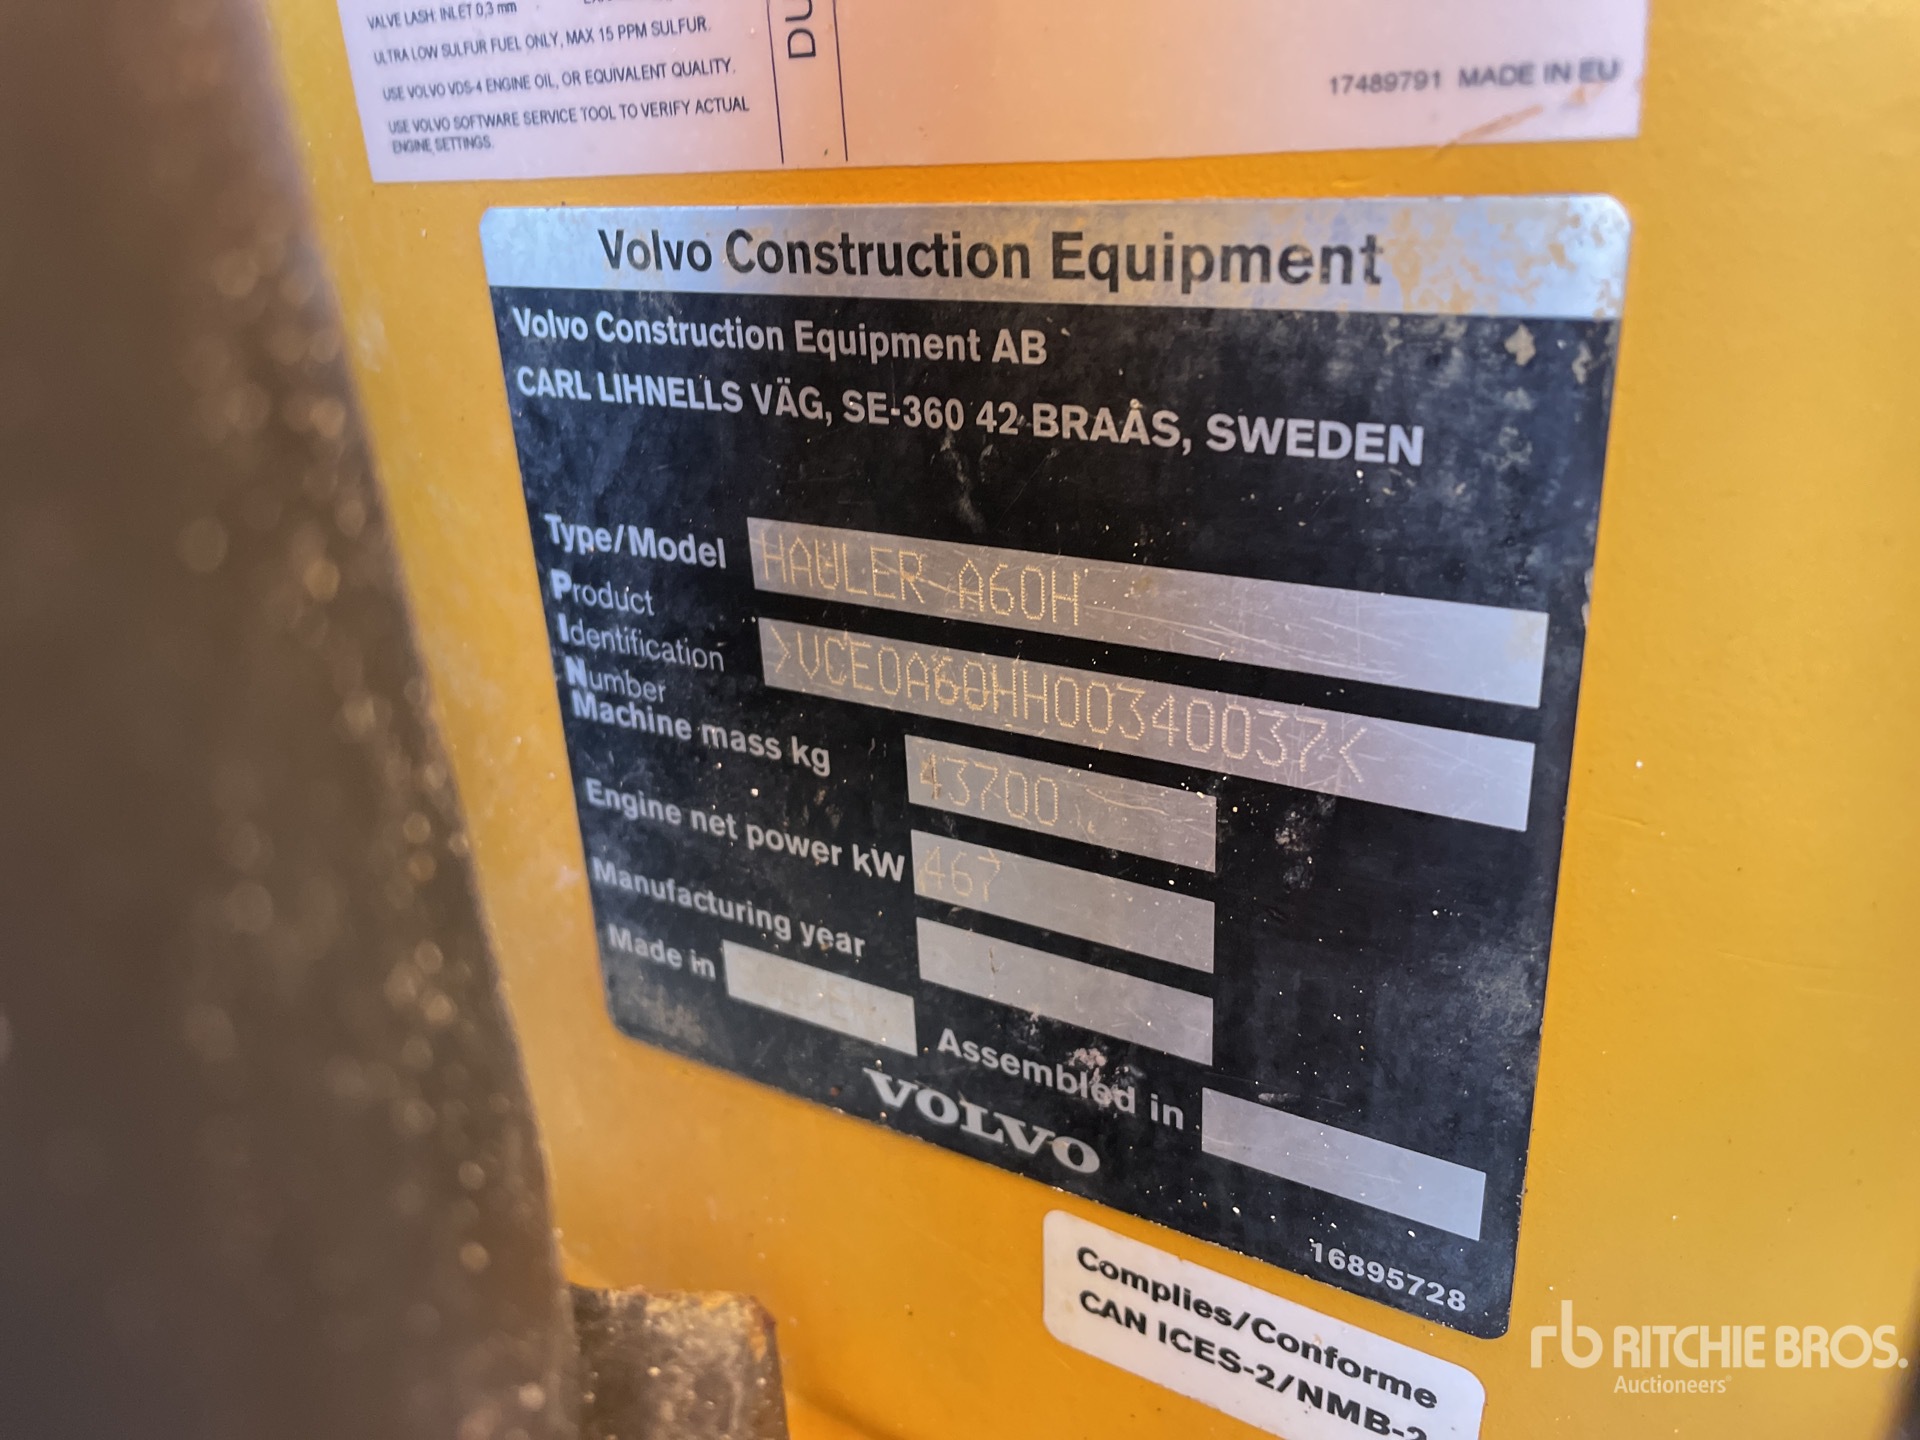 VALVE LASH: INLET 0,3 mm
ULTRA LOW SULFUR FUEL ONLY, MAX 15 PPM SULFUR.
USE VOLVO VDS-4 ENGINE OIL, OR EQUIVALENT QUALITY.
USE VOLVO SOFTWARE SERVICE TOOL TO VERIFY ACTUAL
ENGINE SETTINGS.
DU
17489791 MADE IN EU
Volvo Construction Equipment
Volvo Construction Equipment AB
CARL LIHNELLS VÄG, SE-360 42 BRAÅS, SWEDEN
Type/Model HAULER A60H
Product
Identification
Number >VCE0A60HH00340037<
Machine mass kg 43700
Engine net power kW 467
Manufacturing year
Made in SWEDEN
Assembled in
VOLVO
16895728
Complies/Conforme
CAN ICES-2/NMB-2
rb RITCHIE BROS.
Auctioneers